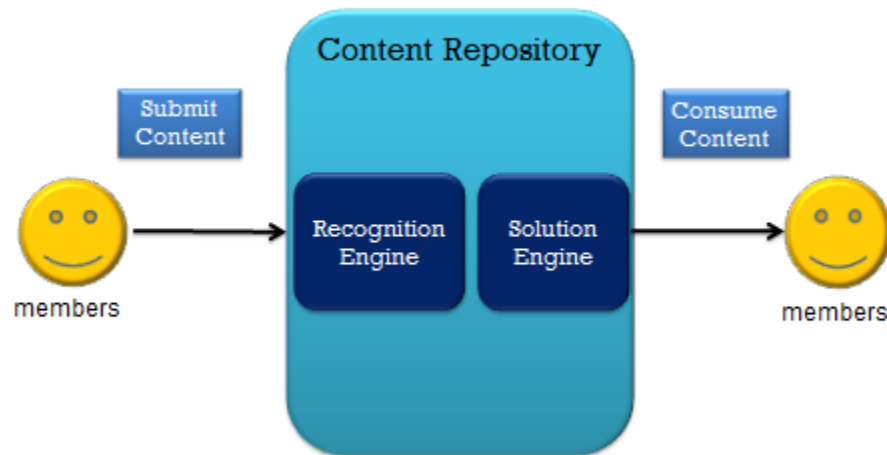 Content Repository
Submit
Content
Consume
Content
Recognition
Engine
Solution
Engine
members
members